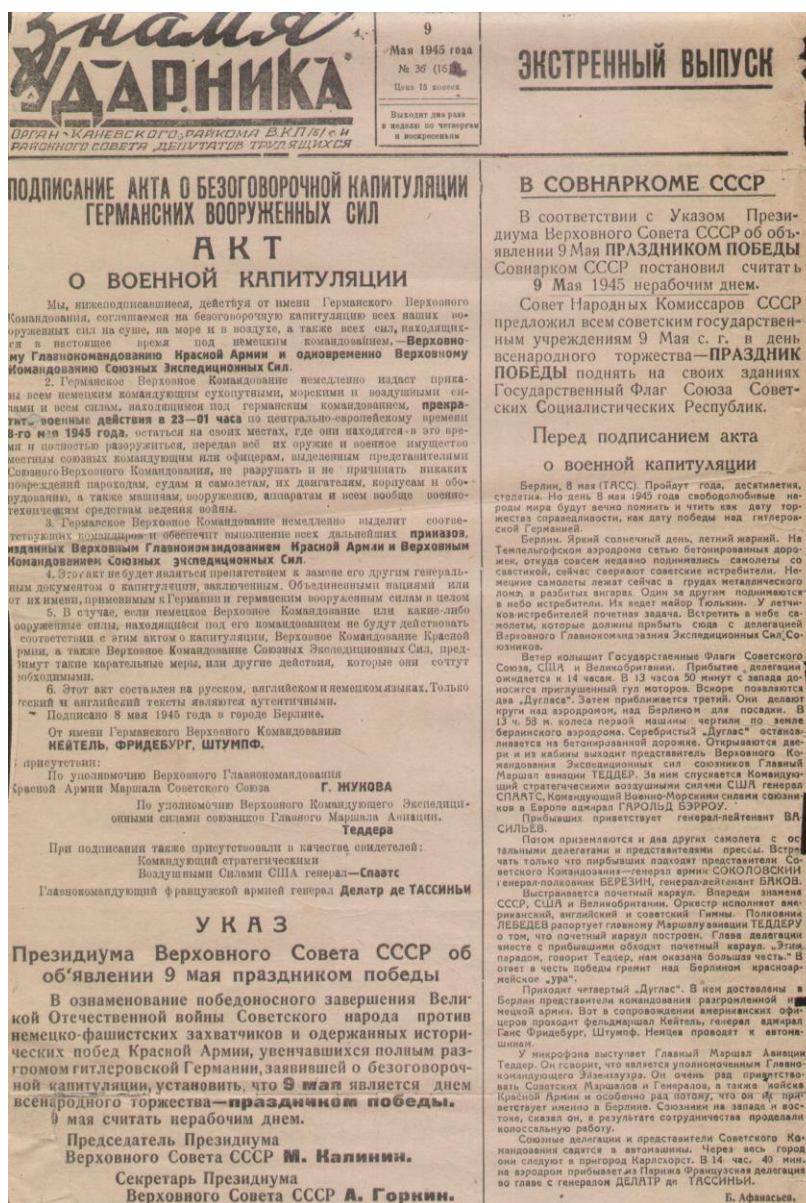 Знамя
УДАРНИКА
ОРГАН КАНЕВСКОГО РАЙКОМА В.К.П/б/ и
РАЙОННОГО СОВЕТА ДЕПУТАТОВ ТРУДЯЩИХСЯ
9
Мая 1945 года
№ 36
Цена 15 копеек
Выходит два раза
в неделю по четвергам
и воскресеньям
ЭКСТРЕННЫЙ ВЫПУСК
ПОДПИСАНИЕ АКТА О БЕЗОГОВОРОЧНОЙ КАПИТУЛЯЦИИ
ГЕРМАНСКИХ ВООРУЖЕННЫХ СИЛ
АКТ
О ВОЕННОЙ КАПИТУЛЯЦИИ
Мы, нижеподписавшиеся, действуя от имени Германского Верховного
Командования, соглашаемся на безоговорочную капитуляцию всех наших во-
оруженных сил на суше, на море и в воздухе, а также всех сил, находящих-
ся в настоящее время под немецким командованием,—Верховно-
му Главнокомандованию Красной Армии и одновременно Верховному
Командованию Союзных Экспедиционных Сил.
2. Германское Верховное Командование немедленно издаст прика-
зы всем немецким командующим сухопутными, морскими и воздушными си-
лами и всем силам, находящимся под германским командованием, прекра-
тить военные действия в 23—01 часа по центрально-европейскому времени
8-го мая 1945 года, остаться на своих местах, где они находятся в это вре-
мя и полностью разоружиться, передав всё их оружие и военное имущество
местным союзных командующим или офицерам, выделенным представителями
Союзного Верховного Командования, не разрушать и не причинять никаких
повреждений пароходам, судам и самолетам, их двигателям, корпусам и обо-
рудованию, а также машинам, вооружению, аппаратам и всем вообще военно-
техническим средствам ведения войны.
3. Германское Верховное Командование немедленно выделит соотве-
тствующих командиров и обеспечит выполнение всех дальнейших приказов,
изданных Верховным Главнокомандованием Красной Армии и Верховным
Командованием Союзных экспедиционных Сил.
4. Этот акт не будет являться препятствием к замене его другим генераль-
ным документом о капитуляции, заключенным Объединенными нациями или
от их имени, применимым к Германии и германским вооруженным силам в целом
5. В случае, если немецкое Верховное Командование или какие-либо
вооруженные силы, находящиеся под его командованием не будут действовать
соответствии с этим актом о капитуляции, Верховное Командование Красной
Армии, а также Верховное Командование Союзных Экспедиционных Сил, пред-
примут такие карательные меры, или другие действия, которые они сочтут
необходимыми.
6. Этот акт составлен на русском, английском и немецком языках. Только
русский и английский тексты являются аутентичными.
Подписано 8 мая 1945 года в городе Берлине.
От имени Германского Верховного Командования:
КЕЙТЕЛЬ, ФРИДЕБУРГ, ШТУМПФ.
присутствии:
По уполномочию Верховного Главнокомандования
Красной Армии Маршала Советского Союза Г. ЖУКОВА
По уполномочию Верховного Командующего Экспедици-
онными силами союзников Главного Маршала Авиации.
Теддера
При подписании также присутствовали в качестве свидетелей:
Командующий стратегическими
Воздушными Силами США генерал—Спаатс
Главнокомандующий французской армией генерал Делатр де ТАССИНЬИ
УКАЗ
Президиума Верховного Совета СССР об
об'явлении 9 мая праздником победы
В ознаменование победоносного завершения Вели-
кой Отечественной войны Советского народа против
немецко-фашистских захватчиков и одержанных истори-
ческих побед Красной Армии, увенчавшихся полным раз-
громом гитлеровской Германии, заявившей о безоговороч-
ной капитуляции, установить, что 9 мая является днем
всенародного торжества—праздником победы.
9 мая считать нерабочим днем.
Председатель Президиума
Верховного Совета СССР М. Калинин.
Секретарь Президиума
Верховного Совета СССР А. Горкин.
В СОВНАРКОМЕ СССР
В соответствии с Указом Прези-
диума Верховного Совета СССР об объ-
явлении 9 Мая ПРАЗДНИКОМ ПОБЕДЫ
Совнарком СССР постановил считать
9 Мая 1945 нерабочим днем.
Совет Народных Комиссаров СССР
предложил всем советским государствен-
ным учреждениям 9 Мая с. г. в день
всенародного торжества—ПРАЗДНИК
ПОБЕДЫ поднять на своих зданиях
Государственный Флаг Союза Совет-
ских Социалистических Республик.
Перед подписанием акта
о военной капитуляции
Берлин, 8 мая (ТАСС). Пройдут года, десятилетия,
столетия. Но день 8 мая 1945 года свободолюбивые на-
роды мира будут вечно помнить и чтить как дату тор-
жества справедливости, как дату победы над гитлеров-
ской Германией.
Берлин. Яркий солнечный день, летний жаркий. На
Темпельгофском аэродроме сетью бетонированных доро-
жек, откуда совсем недавно поднимались самолеты со
свастикой, сейчас сверкают советские истребители. Не-
мецкие самолеты лежат сейчас в грудах металлического
лома, в разбитых ангарах. Один за другим поднимаются
в небо истребители. Их ведет майор Тюлькин. У летчи-
ков-истребителей почетная задача. Встретить в небе са-
молеты, которые должны прибыть сюда с делегацией
Верховного Главнокомандования Экспедиционных Сил Со-
юзников.
Ветер колышит Государственные Флаги Советского
Союза, США и Великобритании. Прибытие делегации
ожидается к 14 часам. В 13 часов 50 минут с запада до-
носится приглушенный гул моторов. Вскоре появляются
два „Дугласа". Затем приближается третий. Они делают
круги над аэродромом, над Берлином для посадки. В
13 ч. 58 м. колеса первой машины чертили по земле
берлинского аэродрома. Серебристый „Дуглас" останав-
ливается на бетонированной дорожке. Открываются две-
ри и из кабины выходит представитель Верховного Ко-
мандования Экспедиционных сил союзников Главный
Маршал авиации ТЕДДЕР. За ним спускается Командую-
щий стратегическими воздушными силами США генерал
СПААТС, Командующий Военно-Морскими силами союзни-
ков в Европе адмирал ГАРОЛЬД БЭРРОУ.
Прибывших приветствует генерал-лейтенант ВА-
СИЛЬЕВ.
Потом приземляются и два других самолета с ос-
тальными делегатами и представителями прессы. Встре-
чать только что пирбывших подходят представители Со-
ветского Командования—генерал армии СОКОЛОВСКИЙ
генерал-полковник БЕРЕЗИН, генерал-лейтенант БАКОВ.
Выстраивается почетный караул. Впереди знамена
СССР, США и Великобритании. Оркестр исполняет аме-
риканский, английский и советский Гимны. Полковник
ЛЕБЕДЕВ рапортует главному Маршалу авиации ТЕДДЕРУ
о том, что почетный караул построен. Глава делегации
вместе с прибывшими обходит почетный караул. „Этим
парадом, говорит Теддер, нам оказана большая честь." В
ответ в честь победы гремит над Берлином красноар-
мейское „ура".
Приходит четвертый „Дуглас". В нем доставлены в
Берлин представители командования разгромленной не-
мецкой армии. Вот в сопровождении американских офи-
церов проходит фельдмаршал Кейтель, генерал адмирал
Ганс Фридебург, Штумпф. Немцев проводят к автома-
шинам.
У микрофона выступает Главный Маршал Авиации
Теддер. Он говорит, что является уполномоченным Главно-
командующего Эйзенхауэра. Он очень рад приветство-
вать Советских Маршалов и Генералов, а также войска
Красной Армии и особенно рад потому, что он их при-
ветствует именно в Берлине. Союзники на западе и вос-
токе, сказал он, в результате сотрудничества проделали
колоссальную работу.
Союзные делегации и представители Советского Ко-
мандования садятся в автомашины. Через весь город
они следуют в пригород Карлсхорст. В 14 час. 40 мин.
на аэродром прибывает из Парижа Французская делегация
во главе с генералом ДЕЛАТР де ТАССИНЬИ.
Б. Афанасьев.